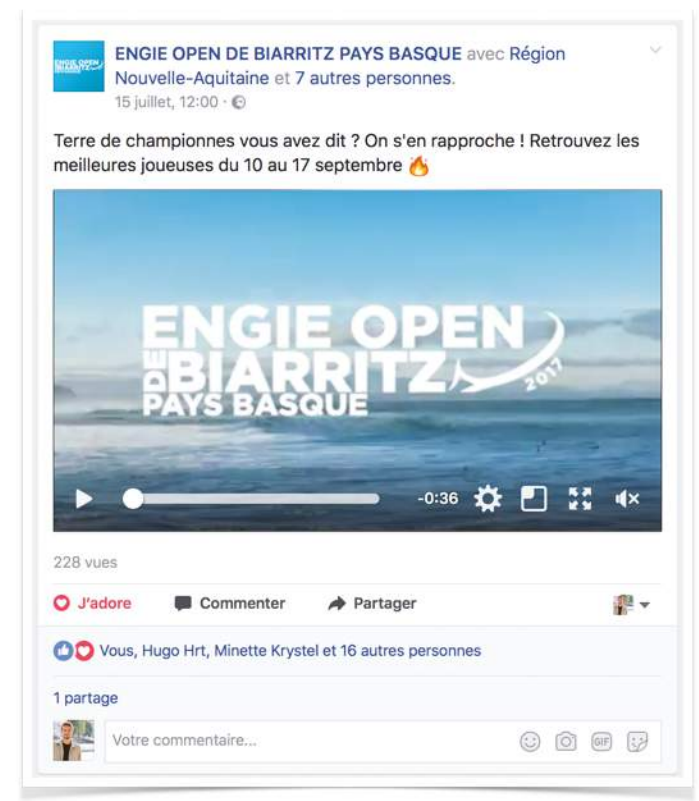 ENGIE OPEN DE BIARRITZ PAYS BASQUE avec Région
Nouvelle-Aquitaine et 7 autres personnes.
15 juillet, 12:00 ·
Terre de championnes vous avez dit ? On s'en rapproche ! Retrouvez les
meilleures joueuses du 10 au 17 septembre 🔥
ENGIE OPEN
DE BIARRITZ
2017
PAYS BASQUE
-0:36
228 vues
J'adore Commenter Partager
Vous, Hugo Hrt, Minette Krystel et 16 autres personnes
1 partage
Votre commentaire...
GIF